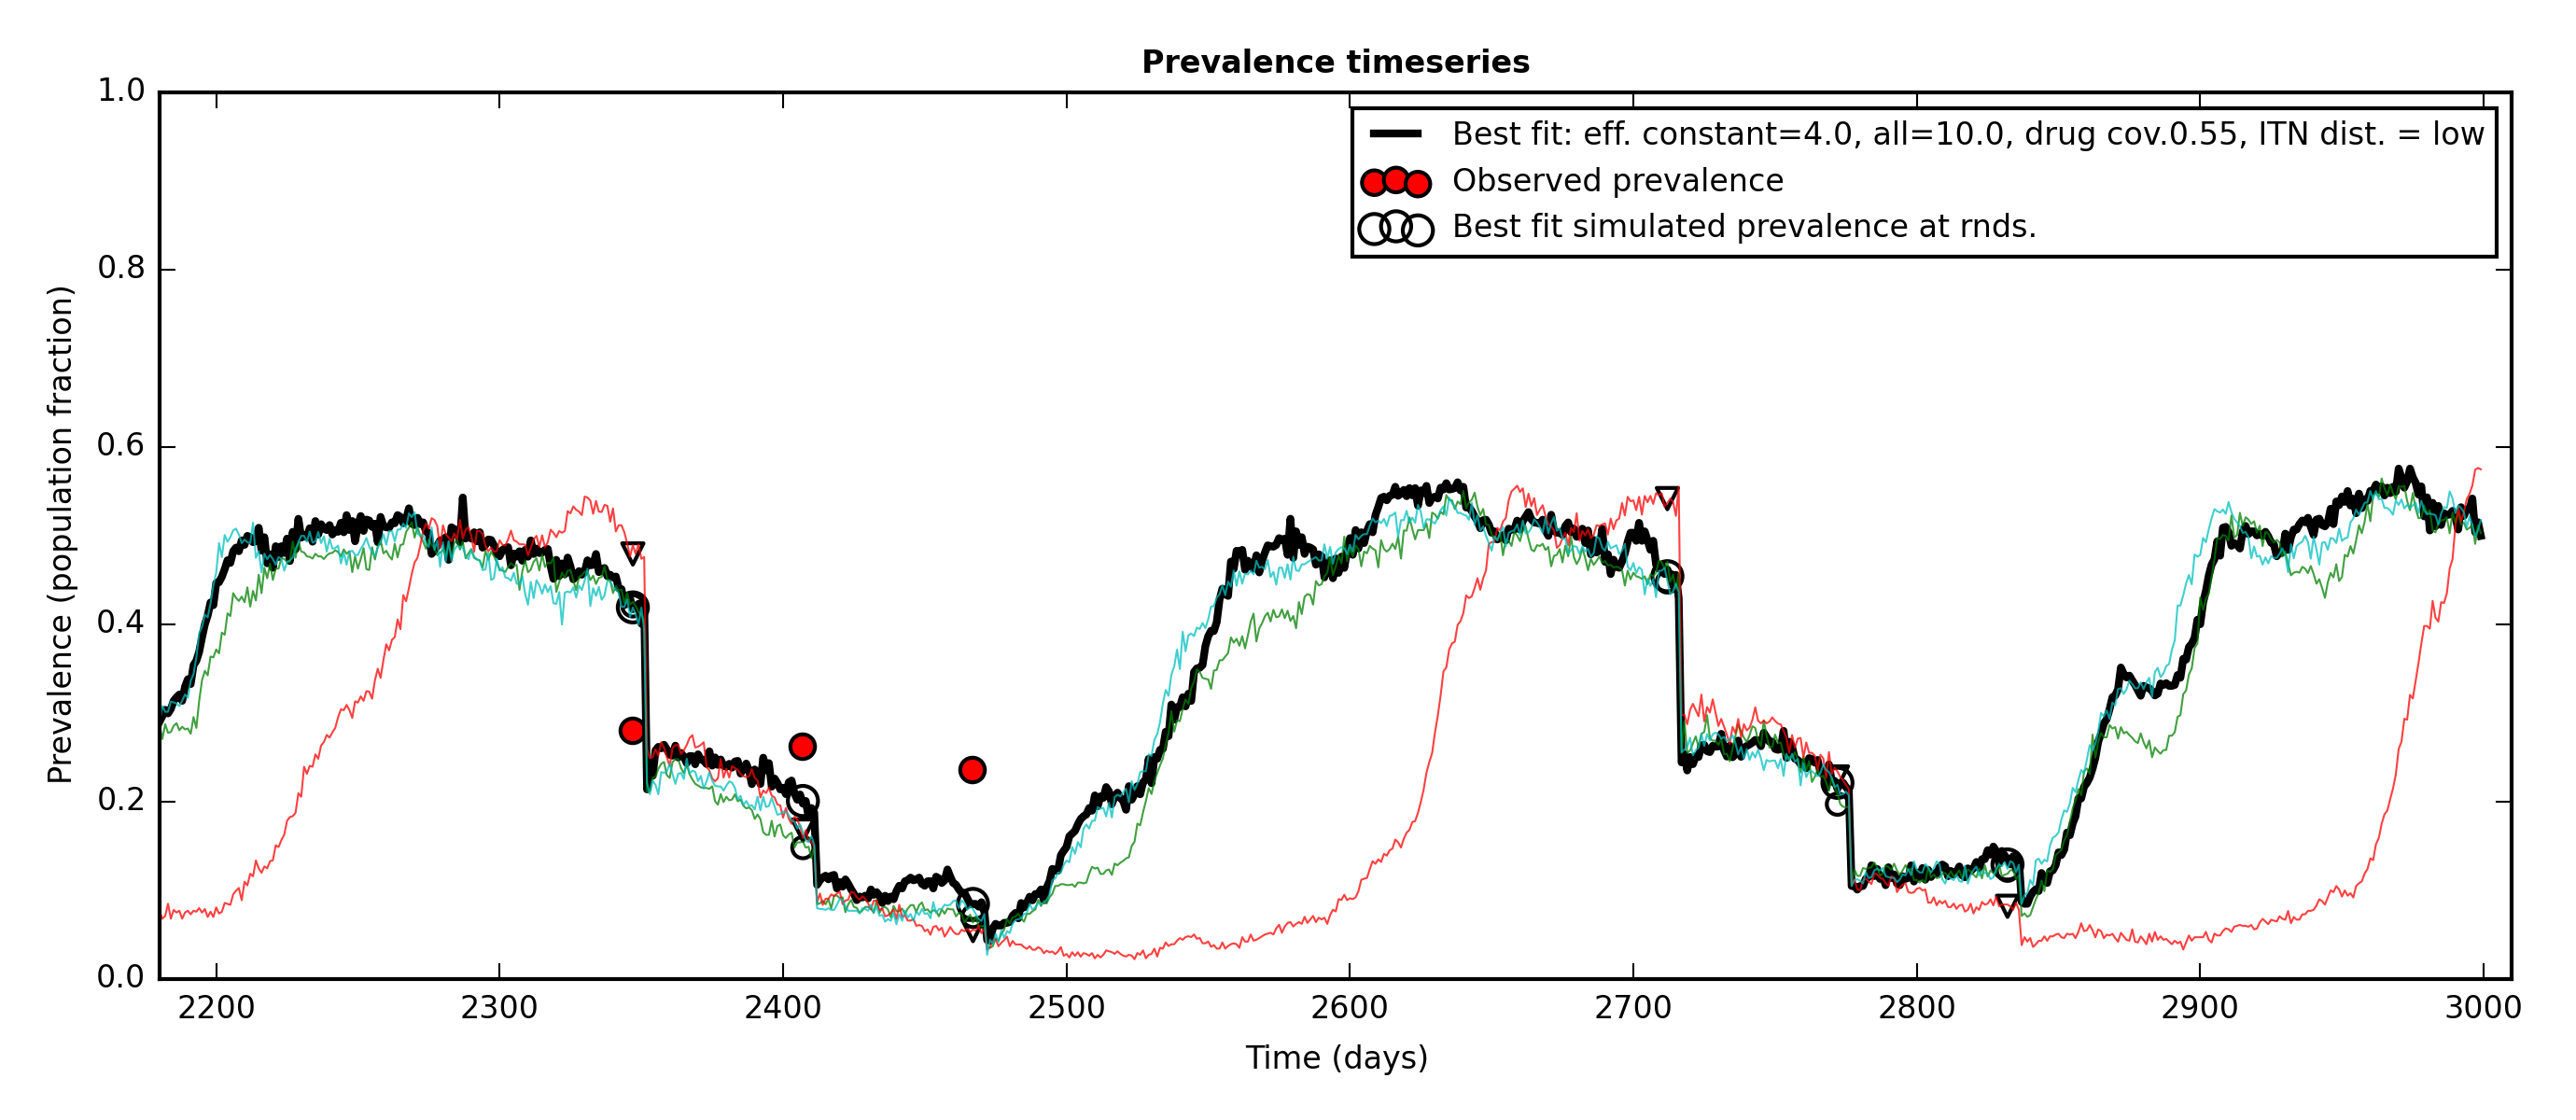 Prevalence timeseries
Best fit: eff. constant=4.0, all=10.0, drug cov.0.55, ITN dist. = low
Observed prevalence
Best fit simulated prevalence at rnds.
Prevalence (population fraction)
1.0
0.8
0.6
0.4
0.2
0.0
2200 2300 2400 2500 2600 2700 2800 2900 3000
Time (days)